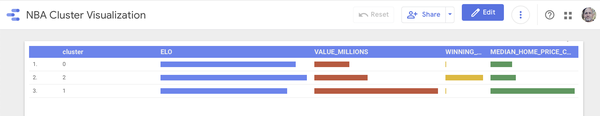 NBA Cluster Visualization
Reset
Share
Edit
cluster ELO VALUE_MILLIONS WINNING_... MEDIAN_HOME_PRICE_C...
1. 0
2. 2
3. 1